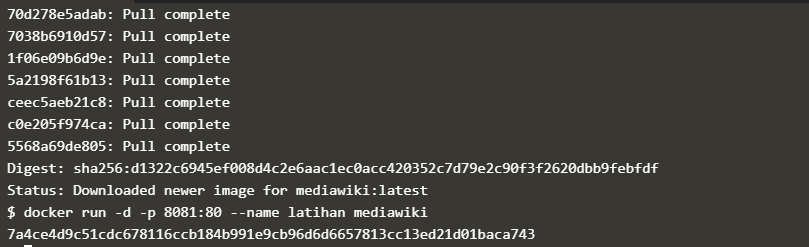 70d278e5adab: Pull complete
7038b6910d57: Pull complete
1f06e09b6d9e: Pull complete
5a2198f61b13: Pull complete
ceec5aeb21c8: Pull complete
c0e205f974ca: Pull complete
5568a69de805: Pull complete
Digest: sha256:d1322c6945ef008d4c2e6aac1ec0acc420352c7d79e2c90f3f2620dbb9febfdf
Status: Downloaded newer image for mediawiki:latest
$ docker run -d -p 8081:80 --name latihan mediawiki
7a4ce4d9c51cdc678116ccb184b991e9cb96d6d6657813cc13ed21d01baca743